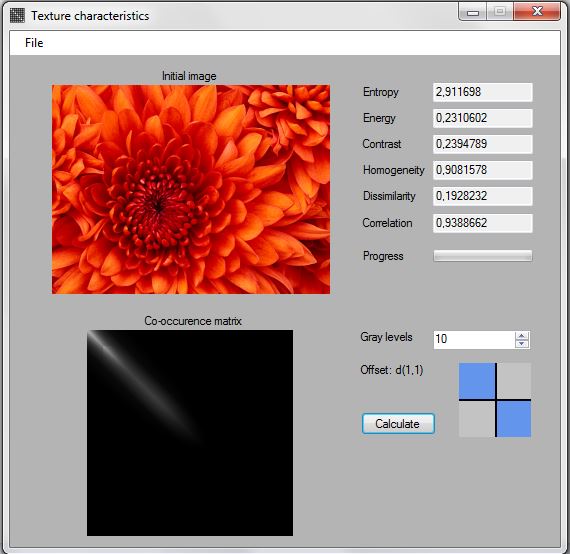 Texture characteristics
File
Initial image
Entropy 2,911698
Energy 0,2310602
Contrast 0,2394789
Homogeneity 0,9081578
Dissimilarity 0,1928232
Correlation 0,9388662
Progress
Co-occurence matrix
Gray levels 10
Offset: d(1,1)
Calculate